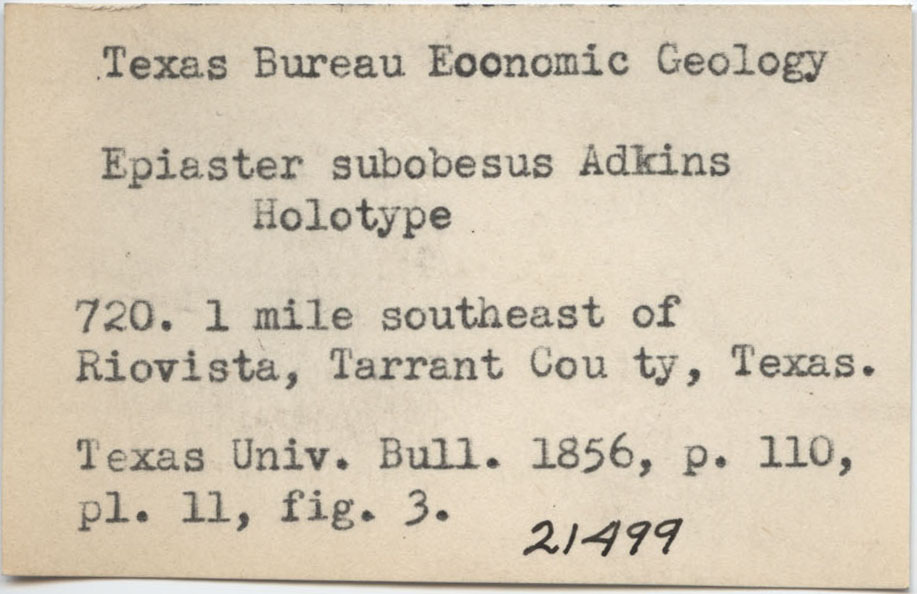 Texas Bureau Eoonomic Geology
Epiaster subobesus Adkins
Holotype
720. 1 mile southeast of
Riovista, Tarrant Cou ty, Texas.
Texas Univ. Bull. 1856, p. 110,
pl. 11, fig. 3.
21499